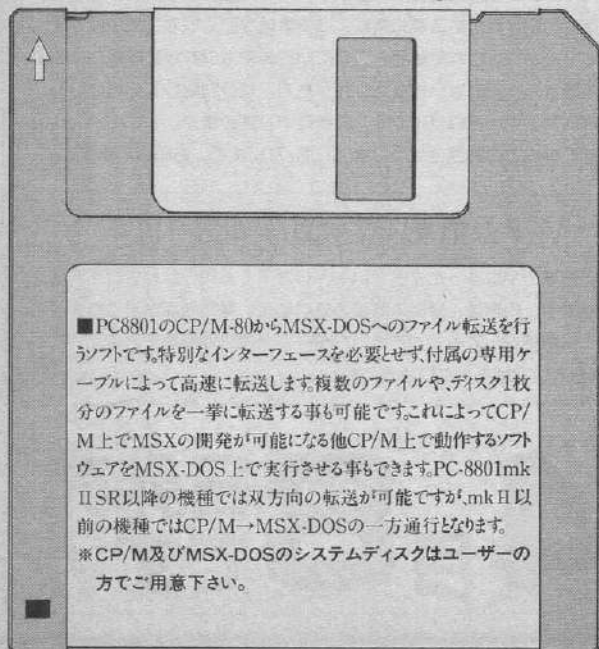 ■PC8801のCP/M-80からMSX-DOSへのファイル転送を行
うソフトです。特別なインターフェースを必要とせず、付属の専用ケ
ーブルによって高速に転送します。複数のファイルや、ディスク1枚
分のファイルを一挙に転送する事も可能です。これによってCP/
M上でMSXの開発が可能になる他CP/M上で動作するソフト
ウェアをMSX-DOS上で実行させる事もできます。PC-8801mk
IISR以降の機種では双方向の転送が可能ですが、mkII以
前の機種ではCP/M→MSX-DOSの一方通行となります。
※CP/M及びMSX-DOSのシステムディスクはユーザーの
方でご用意下さい。